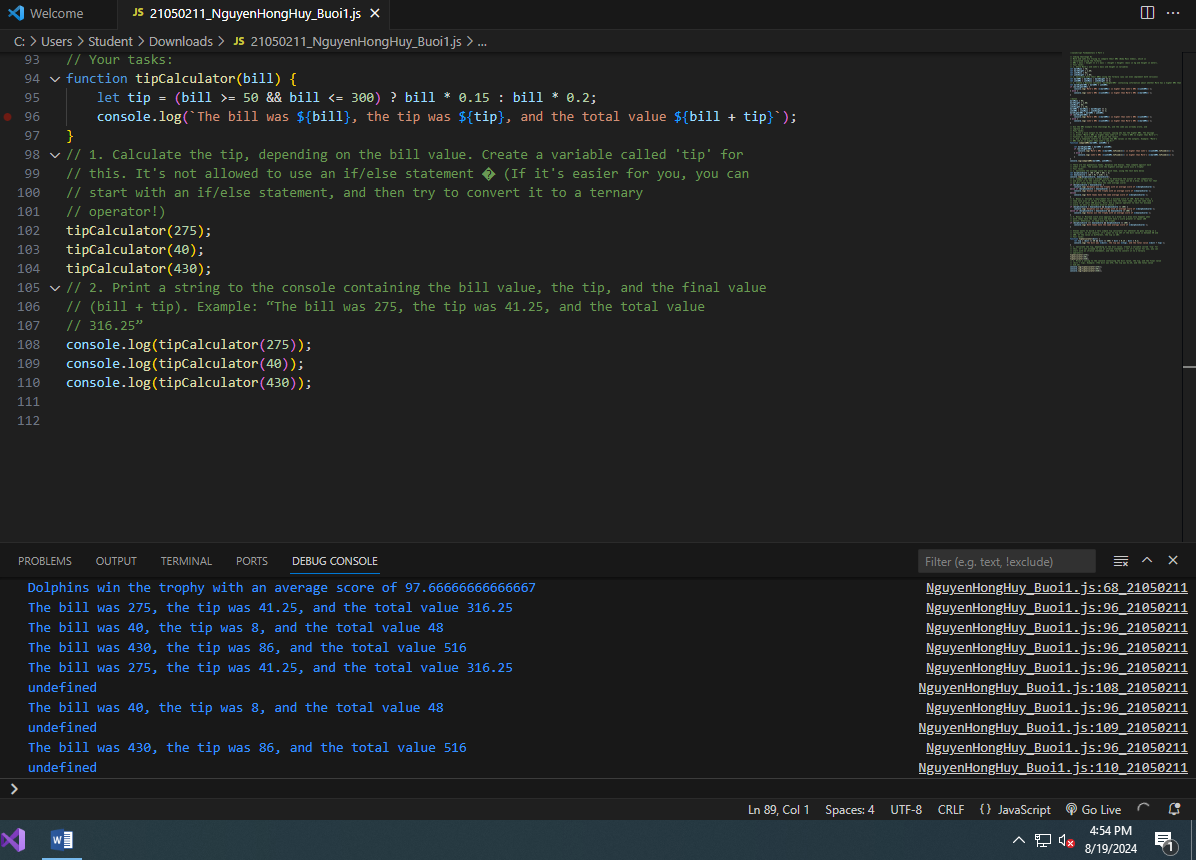 Welcome
JS 21050211_NguyenHongHuy_Buoi1.js
C: > Users > Student > Downloads > JS 21050211_NguyenHongHuy_Buoi1.js > ...
93 // Your tasks:
94 function tipCalculator(bill) {
95 let tip = (bill >= 50 && bill <= 300) ? bill * 0.15 : bill * 0.2;
96 console.log(`The bill was ${bill}, the tip was ${tip}, and the total value ${bill + tip}`);
97 }
98 // 1. Calculate the tip, depending on the bill value. Create a variable called 'tip' for
99 // this. It's not allowed to use an if/else statement � (If it's easier for you, you can
100 // start with an if/else statement, and then try to convert it to a ternary
101 // operator!)
102 tipCalculator(275);
103 tipCalculator(40);
104 tipCalculator(430);
105 // 2. Print a string to the console containing the bill value, the tip, and the final value
106 // (bill + tip). Example: “The bill was 275, the tip was 41.25, and the total value
107 // 316.25”
108 console.log(tipCalculator(275));
109 console.log(tipCalculator(40));
110 console.log(tipCalculator(430));
111
112
PROBLEMS OUTPUT TERMINAL PORTS DEBUG CONSOLE Filter (e.g. text, !exclude)
Dolphins win the trophy with an average score of 97.66666666666667 NguyenHongHuy_Buoi1.js:68_21050211
The bill was 275, the tip was 41.25, and the total value 316.25 NguyenHongHuy_Buoi1.js:96_21050211
The bill was 40, the tip was 8, and the total value 48 NguyenHongHuy_Buoi1.js:96_21050211
The bill was 430, the tip was 86, and the total value 516 NguyenHongHuy_Buoi1.js:96_21050211
The bill was 275, the tip was 41.25, and the total value 316.25 NguyenHongHuy_Buoi1.js:96_21050211
undefined NguyenHongHuy_Buoi1.js:108_21050211
The bill was 40, the tip was 8, and the total value 48 NguyenHongHuy_Buoi1.js:96_21050211
undefined NguyenHongHuy_Buoi1.js:109_21050211
The bill was 430, the tip was 86, and the total value 516 NguyenHongHuy_Buoi1.js:96_21050211
undefined NguyenHongHuy_Buoi1.js:110_21050211
Ln 89, Col 1 Spaces: 4 UTF-8 CRLF {} JavaScript Go Live
4:54 PM
8/19/2024
1